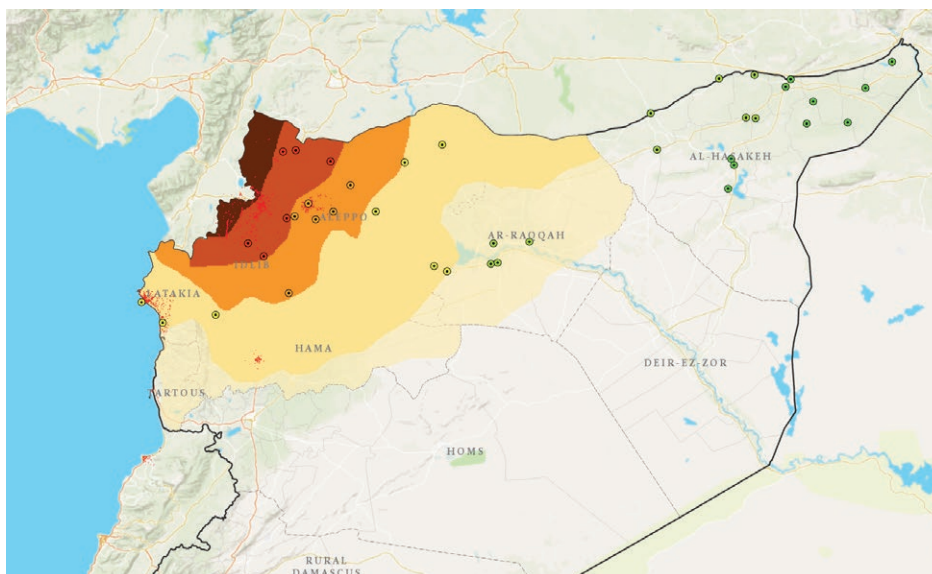 AL-HASAKEH
ALEPPO
AR-RAQQAH
IDLIB
LATAKIA
HAMA
DEIR-EZ-ZOR
TARTOUS
HOMS
RURAL
DAMASCUS